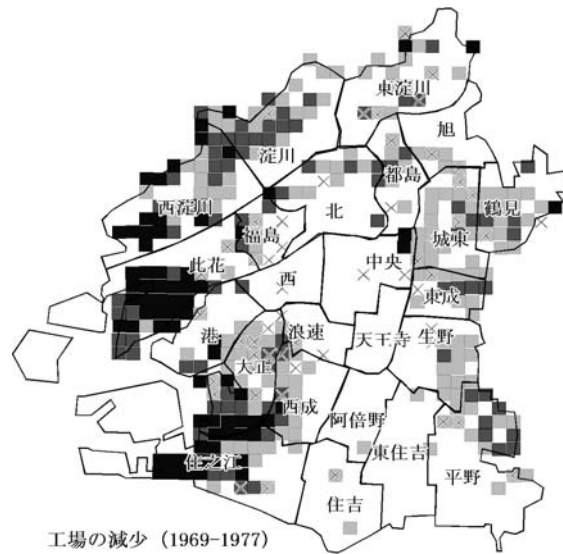 東淀川
旭
淀川
都島
西淀川
北
鶴見
福島
城東
此花
中央
西
東成
港
浪速
天王寺
生野
大正
西成
阿倍野
東住吉
住之江
平野
住吉
工場の減少 (1969-1977)